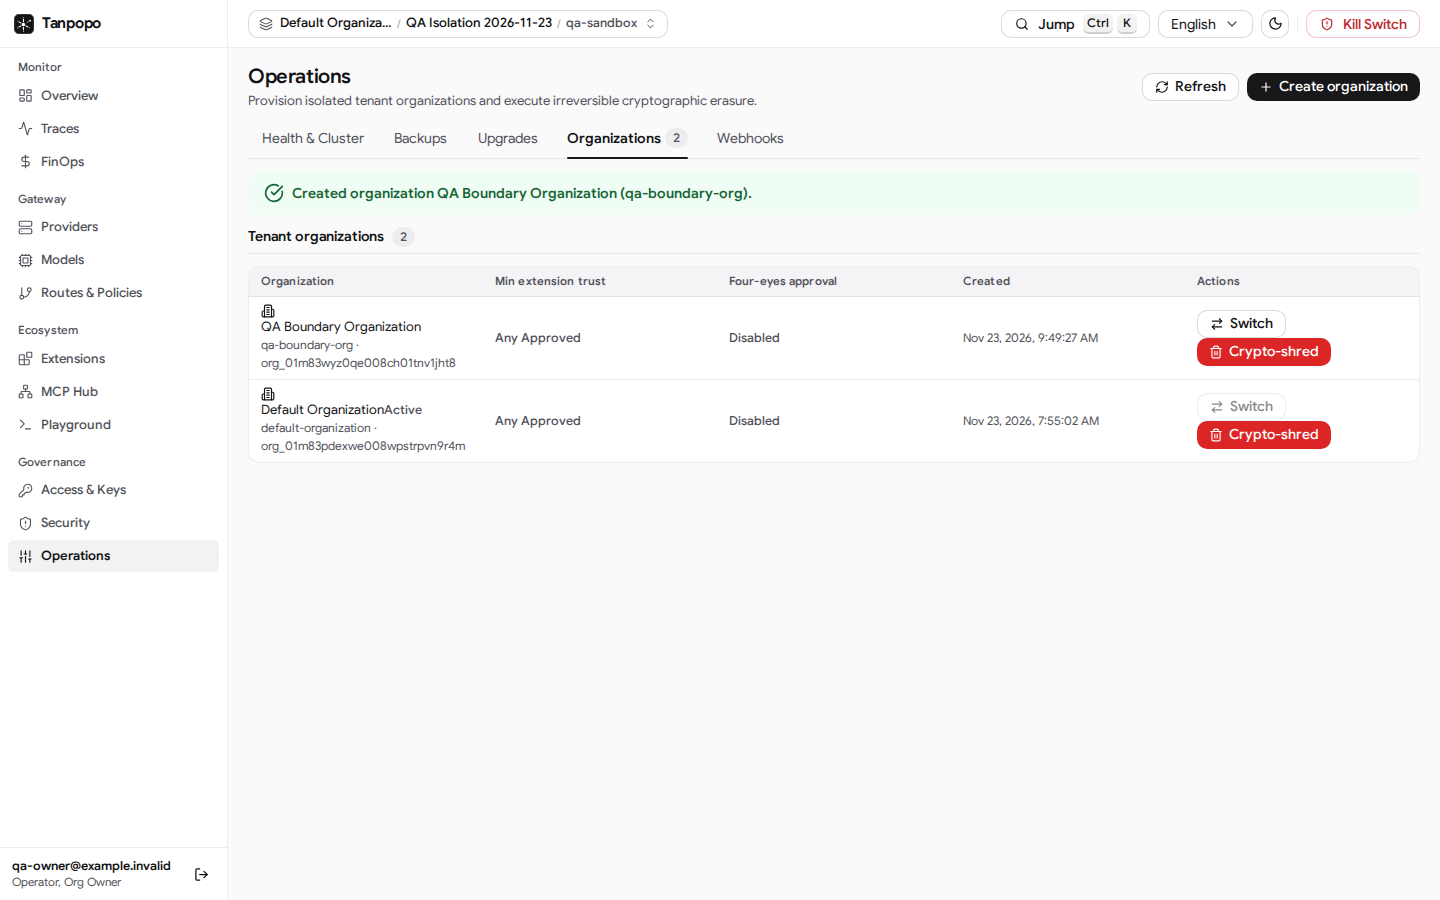 Tanpopo
Default Organiza... / QA Isolation 2026-11-23 / qa-sandbox
Jump Ctrl K
English
Kill Switch
Monitor
Overview
Traces
FinOps
Gateway
Providers
Models
Routes & Policies
Ecosystem
Extensions
MCP Hub
Playground
Governance
Access & Keys
Security
Operations
qa-owner@example.invalid
Operator, Org Owner
Operations
Provision isolated tenant organizations and execute irreversible cryptographic erasure.
Refresh
Create organization
Health & Cluster Backups Upgrades Organizations 2 Webhooks
Created organization QA Boundary Organization (qa-boundary-org).
Tenant organizations 2
Organization Min extension trust Four-eyes approval Created Actions
QA Boundary Organization
qa-boundary-org ·
org_01m83wyz0qe008ch01tnv1jht8
Any Approved
Disabled
Nov 23, 2026, 9:49:27 AM
Switch
Crypto-shred
Default OrganizationActive
default-organization ·
org_01m83pdexwe008wpstrpvn9r4m
Any Approved
Disabled
Nov 23, 2026, 7:55:02 AM
Switch
Crypto-shred